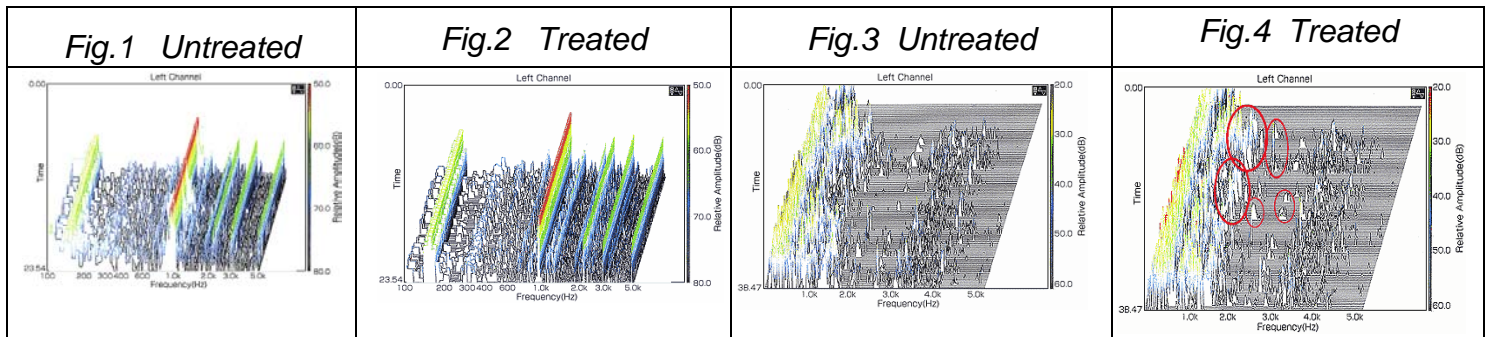 Fig.1 Untreated
Fig.2 Treated
Fig.3 Untreated
Fig.4 Treated
Left Channel
0.00
50.0
60.0
70.0
80.0
Relative Amplitude(dB)
Time
23.54
100 200 300 400 600 1.0k 2.0k 3.0k 5.0k
Frequency(Hz)
Left Channel
0.00
50.0
60.0
70.0
80.0
Relative Amplitude(dB)
Time
23.54
100 200 300 400 600 1.0k 2.0k 3.0k 5.0k
Frequency(Hz)
Left Channel
0.00
20.0
30.0
40.0
50.0
60.0
Relative Amplitude(dB)
Time
38.47
1.0k 2.0k 3.0k 4.0k 5.0k
Frequency(Hz)
Left Channel
0.00
20.0
30.0
40.0
50.0
60.0
Relative Amplitude(dB)
Time
38.47
1.0k 2.0k 3.0k 4.0k 5.0k
Frequency(Hz)